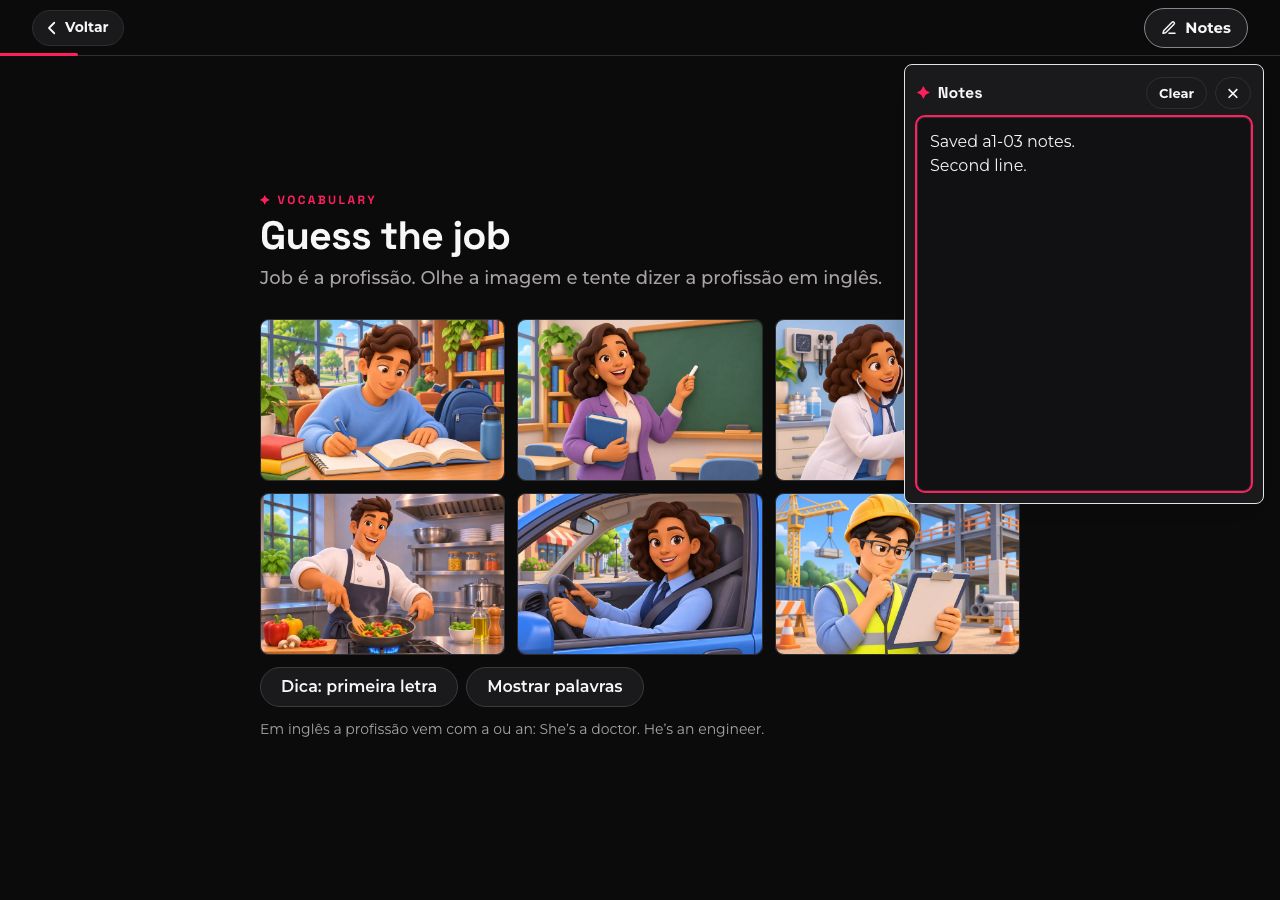 Voltar
Notes
Notes
Clear
Saved a1-03 notes.
Second line.
VOCABULARY
Guess the job
Job é a profissão. Olhe a imagem e tente dizer a profissão em inglês.
Dica: primeira letra
Mostrar palavras
Em inglês a profissão vem com a ou an: She's a doctor. He's an engineer.